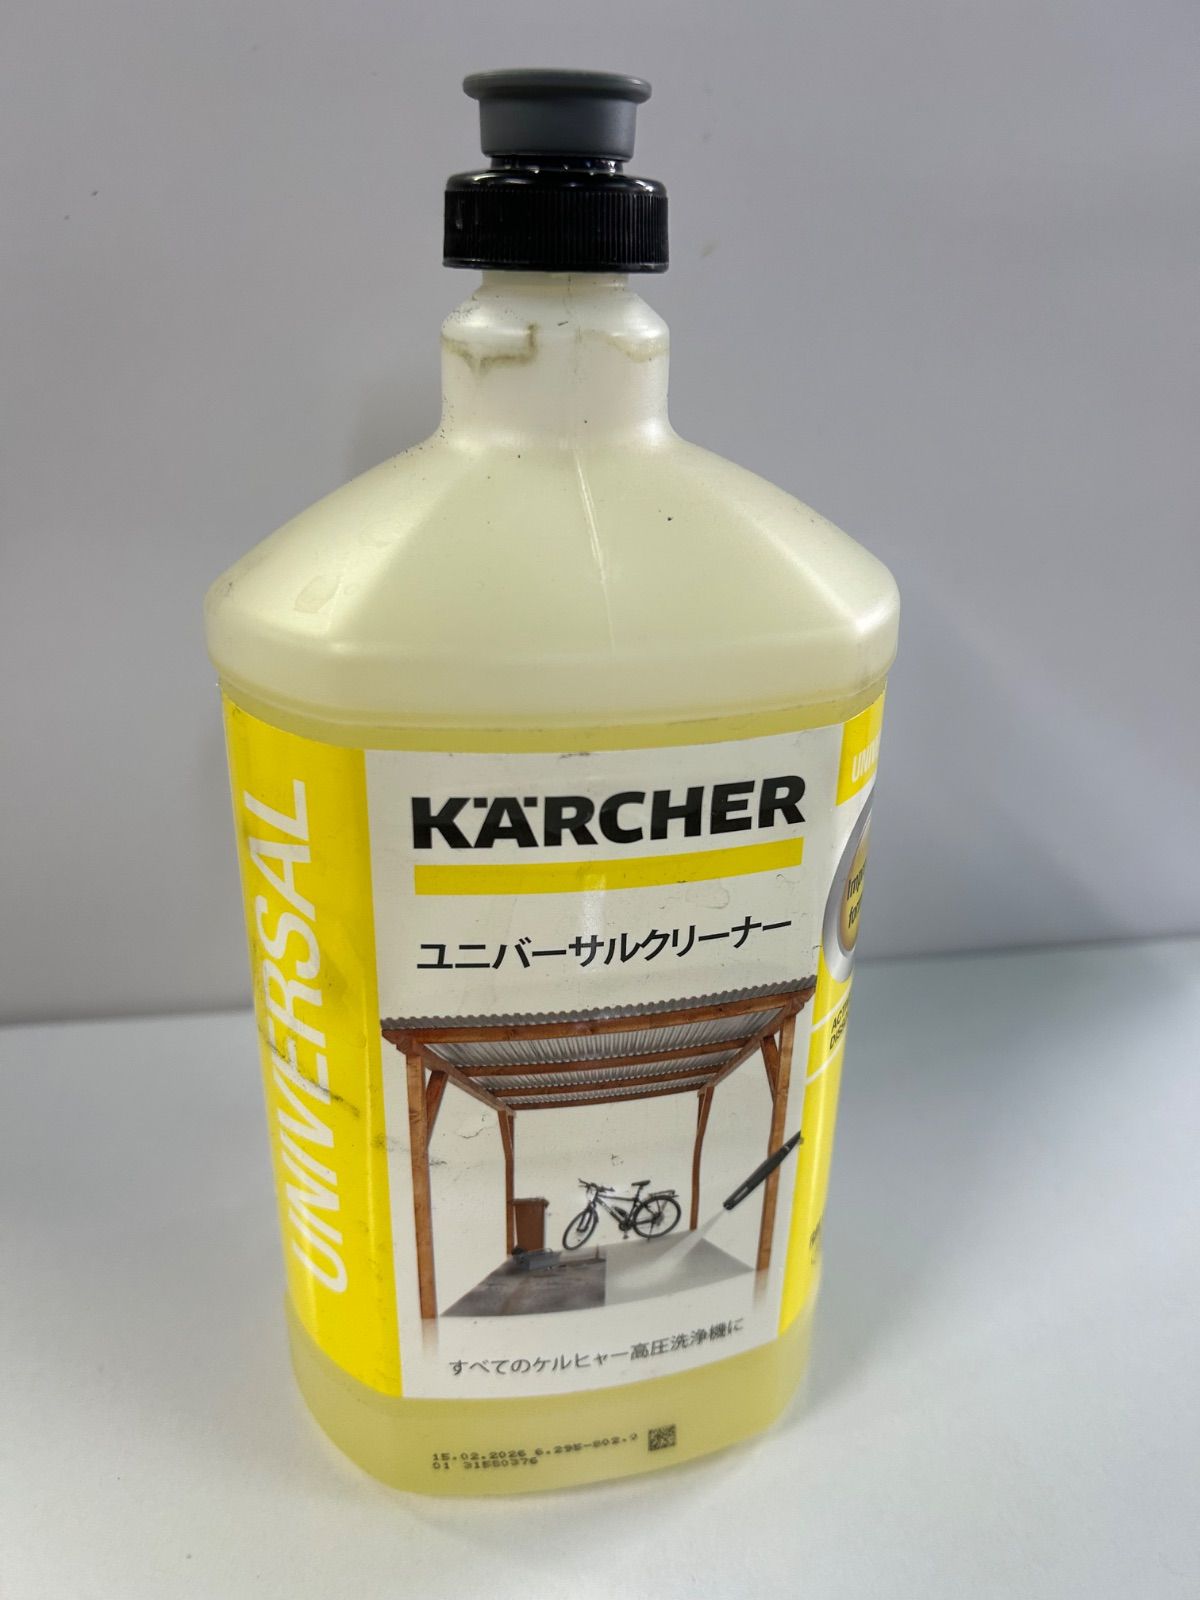 KÄRCHER
ユニバーサルクリーナー
UNIVERSAL
すべてのケルヒャー高圧洗浄機に
15.02.2026 6.295-802.0
01 31580376